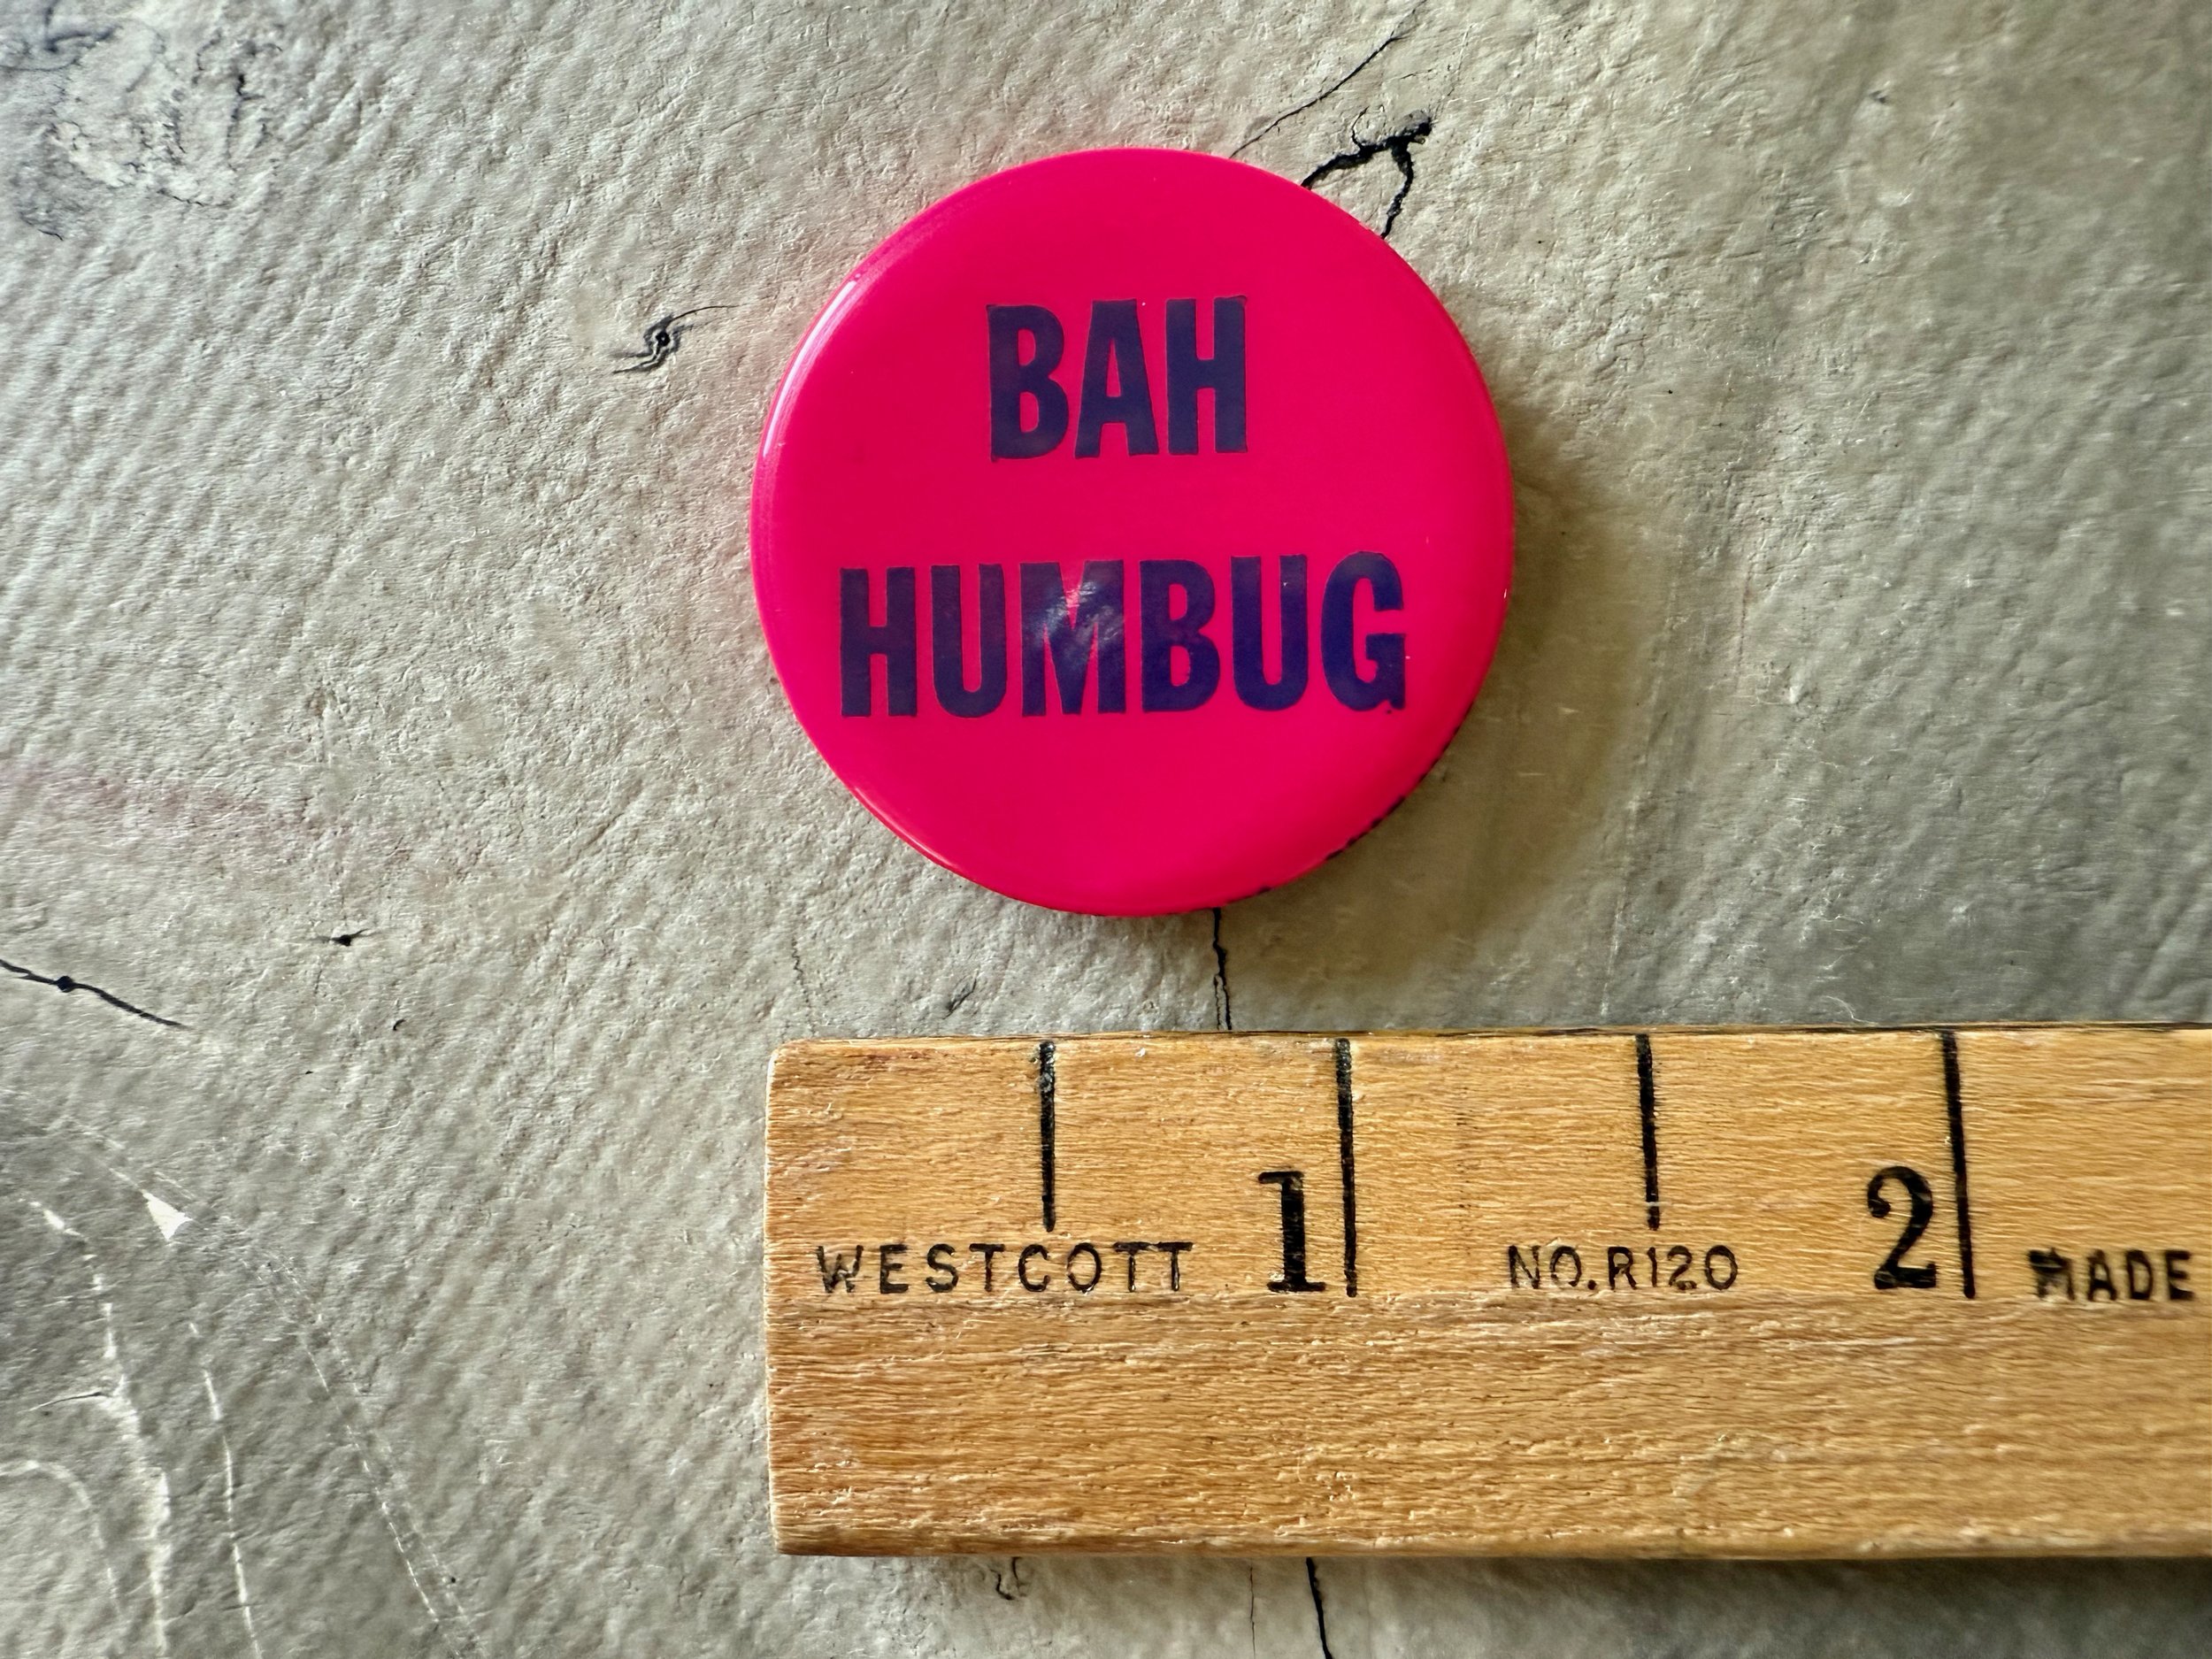 BAH
HUMBUG
1 2
WESTCOTT NO.R120 MADE